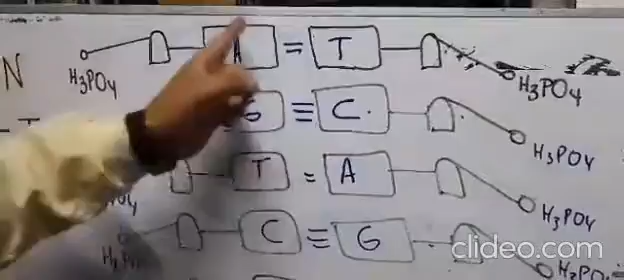 N
H3PO4 A = T H3PO4
G ≡ C. H3PO4
T = A H3PO4
C ≡ G H3PO4
clideo.com